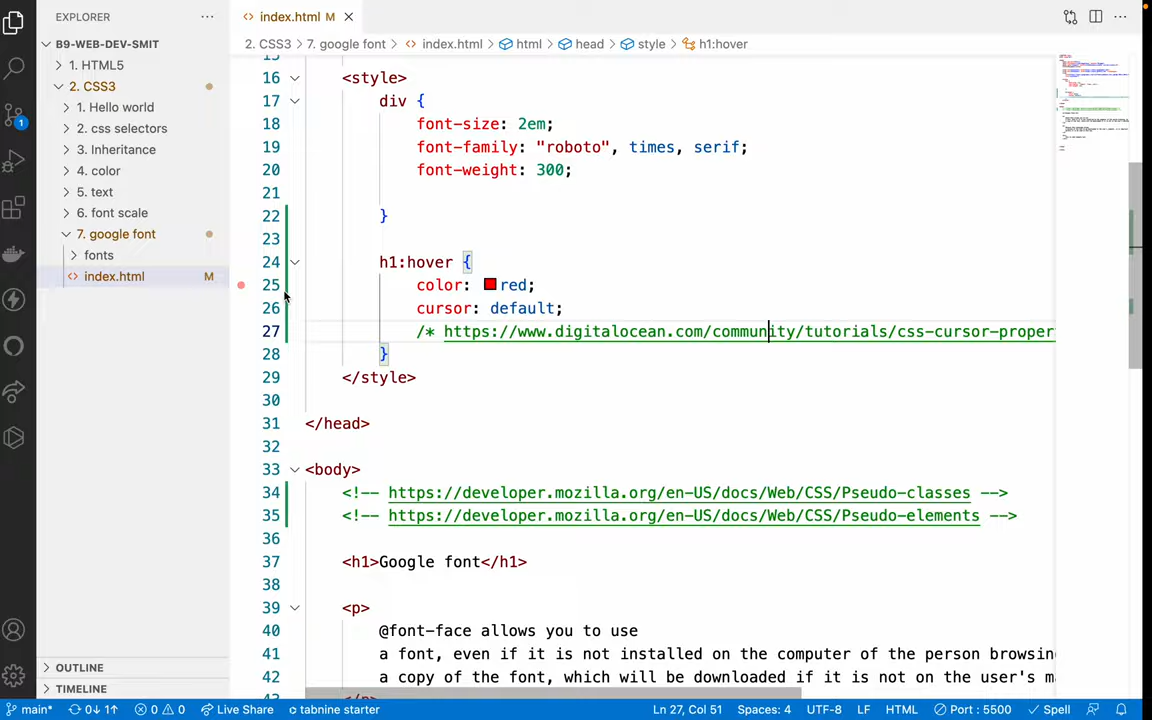 EXPLORER
index.html M
B9-WEB-DEV-SMIT
1. HTML5
2. CSS3
1. Hello world
2. css selectors
3. Inheritance
4. color
5. text
6. font scale
7. google font
fonts
index.html M
OUTLINE
TIMELINE
2. CSS3 > 7. google font > index.html > html > head > style > h1:hover
15
16 <style>
17 div {
18 font-size: 2em;
19 font-family: "roboto", times, serif;
20 font-weight: 300;
21
22 }
23
24 h1:hover {
25 color: red;
26 cursor: default;
27 /* https://www.digitalocean.com/community/tutorials/css-cursor-proper
28 }
29 </style>
30
31 </head>
32
33 <body>
34 <!-- https://developer.mozilla.org/en-US/docs/Web/CSS/Pseudo-classes -->
35 <!-- https://developer.mozilla.org/en-US/docs/Web/CSS/Pseudo-elements -->
36
37 <h1>Google font</h1>
38
39 <p>
40 @font-face allows you to use
41 a font, even if it is not installed on the computer of the person browsing
42 a copy of the font, which will be downloaded if it is not on the user's ma
43 </p>
1
main* 0↓ 1↑ 0 0 Live Share tabnine starter Ln 27, Col 51 Spaces: 4 UTF-8 LF HTML Port : 5500 Spell